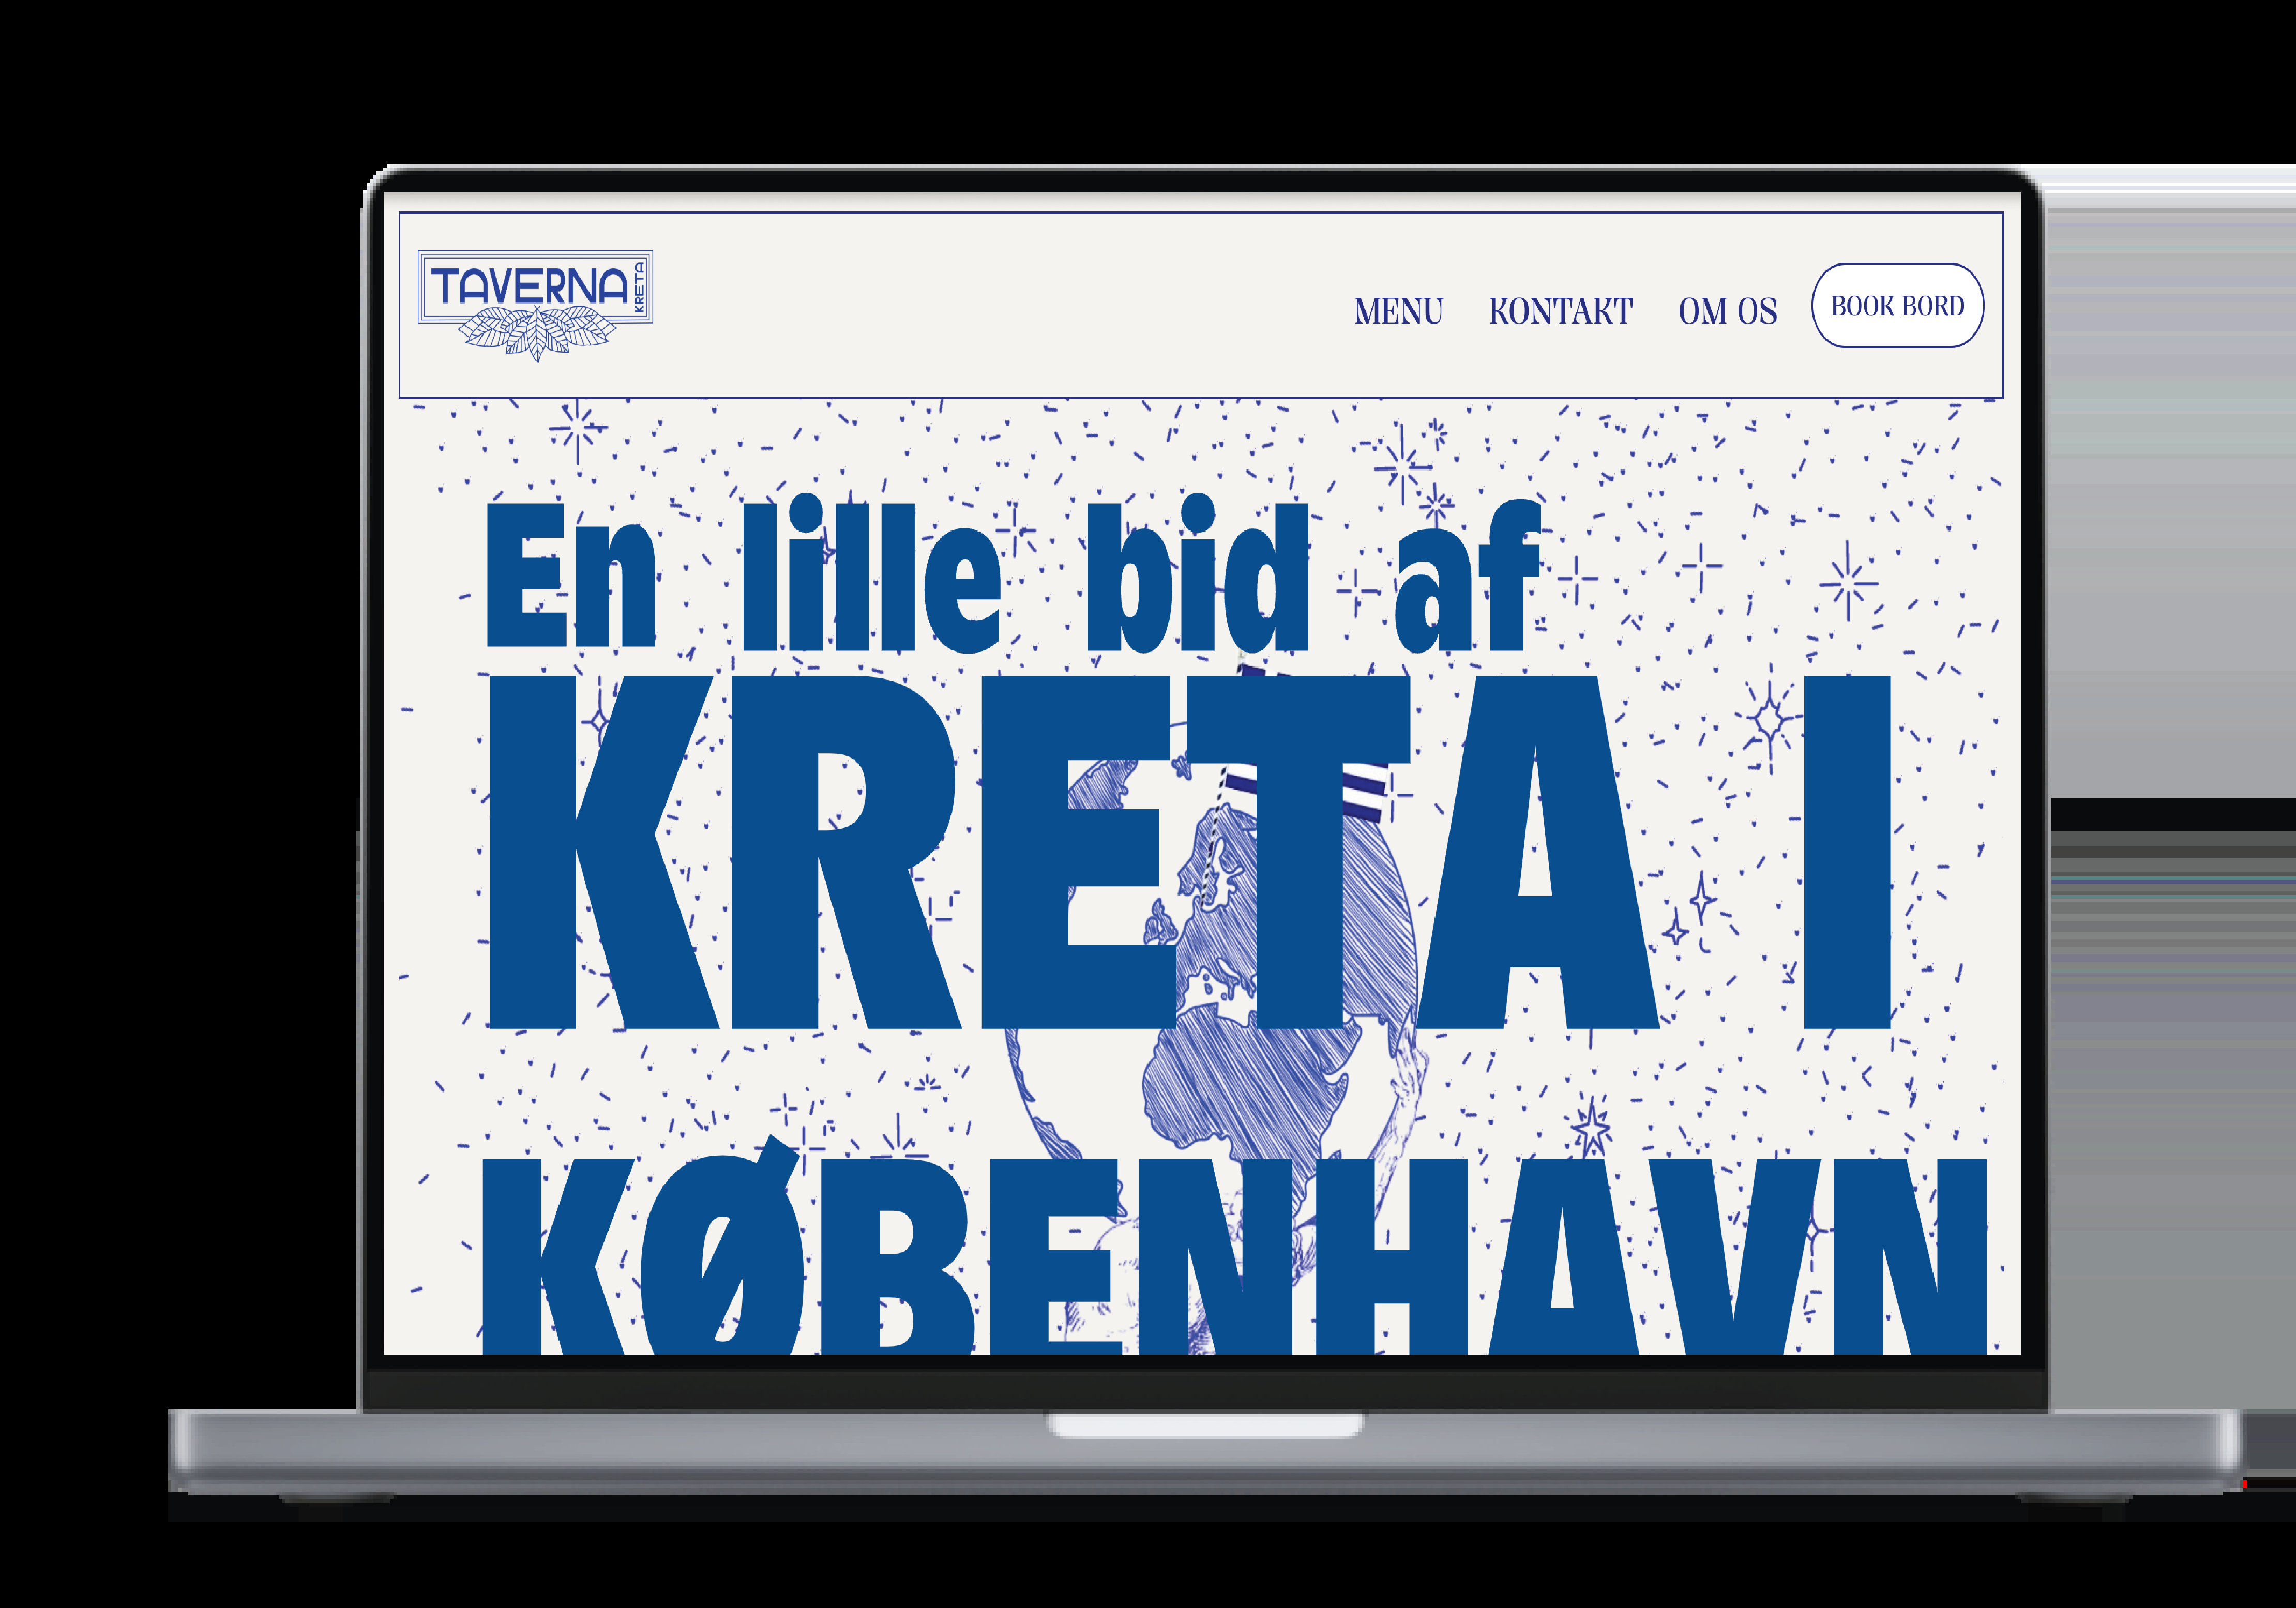 TAVERNA
KRETA
MENU KONTAKT OM OS BOOK BORD
En lille bid af
KRETA I
KØBENHAVN